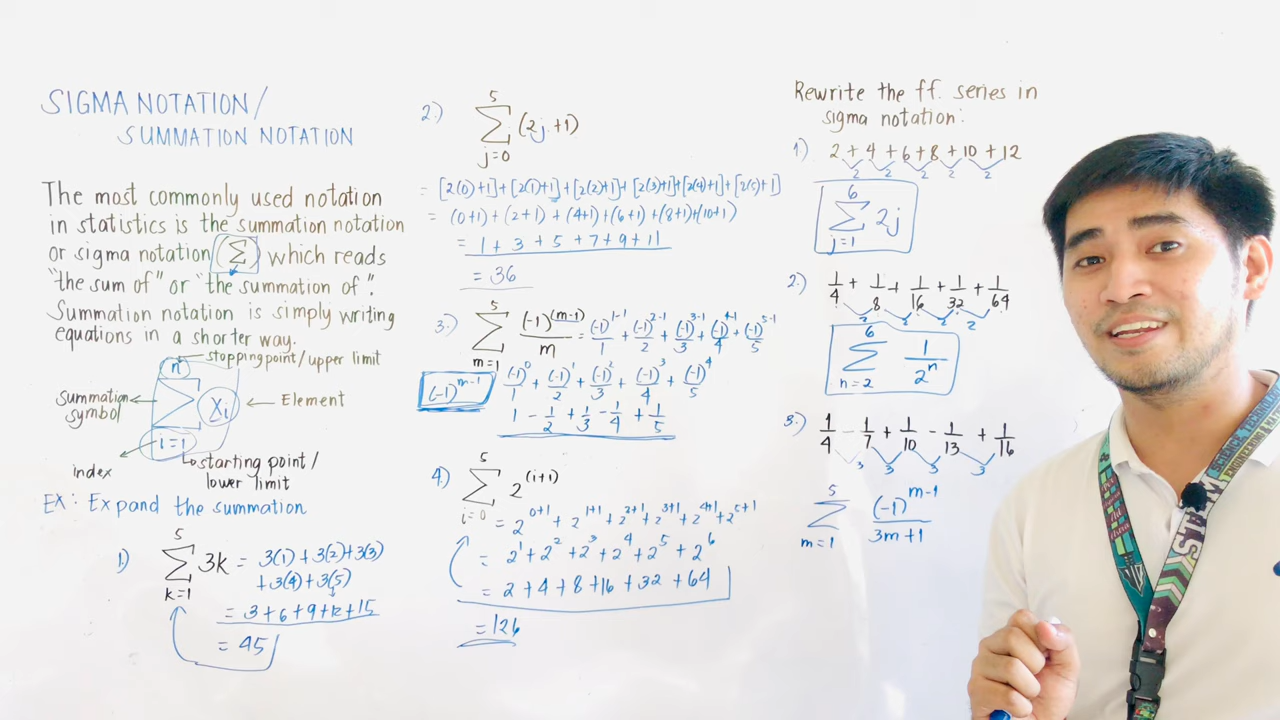 SIGMA NOTATION/
SUMMATION NOTATION
The most commonly used notation
in statistics is the summation notation
or sigma notation (Σ) which reads
"the sum of" or "the summation of".
Summation notation is simply writing
equations in a shorter way.
n
stopping point/upper limit
Summation
symbol
Σ
Xi
Element
i=1
index
starting point/
lower limit
EX: Expand the summation
1.)
5
Σ 3k = 3(1)+3(2)+3(3)
k=1
+3(4)+3(5)
= 3+6+9+12+15
= 45
2.)
5
Σ (2j+1)
j=0
= [2(0)+1]+[2(1)+1]+[2(2)+1]+[2(3)+1]+[2(4)+1]+[2(5)+1]
= (0+1)+(2+1)+(4+1)+(6+1)+(8+1)+(10+1)
= 1+3+5+7+9+11
= 36
3.)
5
Σ (-1)^(m-1)/m = (-1)^1-1/1 + (-1)^2-1/2 + (-1)^3-1/3 + (-1)^4-1/4 + (-1)^5-1/5
m=1
(-1)^m-1
(-1)^0/1 + (-1)^1/2 + (-1)^2/3 + (-1)^3/4 + (-1)^4/5
1 - 1/2 + 1/3 - 1/4 + 1/5
4.)
5
Σ 2^(i+1)
i=0
= 2^0+1 + 2^1+1 + 2^2+1 + 2^3+1 + 2^4+1 + 2^5+1
= 2^1+2^2+2^3+2^4+2^5+2^6
= 2+4+8+16+32+64
= 126
Rewrite the ff. series in
sigma notation:
1) 2+4+6+8+10+12
2 2 2 2 2
6
Σ 2j
j=1
2.) 1/4 + 1/8 + 1/16 + 1/32 + 1/64
2 2 2 2
6
Σ 1/2^n
n=2
3.) 1/4 - 1/7 + 1/10 - 1/13 + 1/16
3 3 3 3
5
Σ (-1)^m-1/3m+1
m=1
SCIENCE, TECHNOLOGY
ENGINEERING & MA
ALS